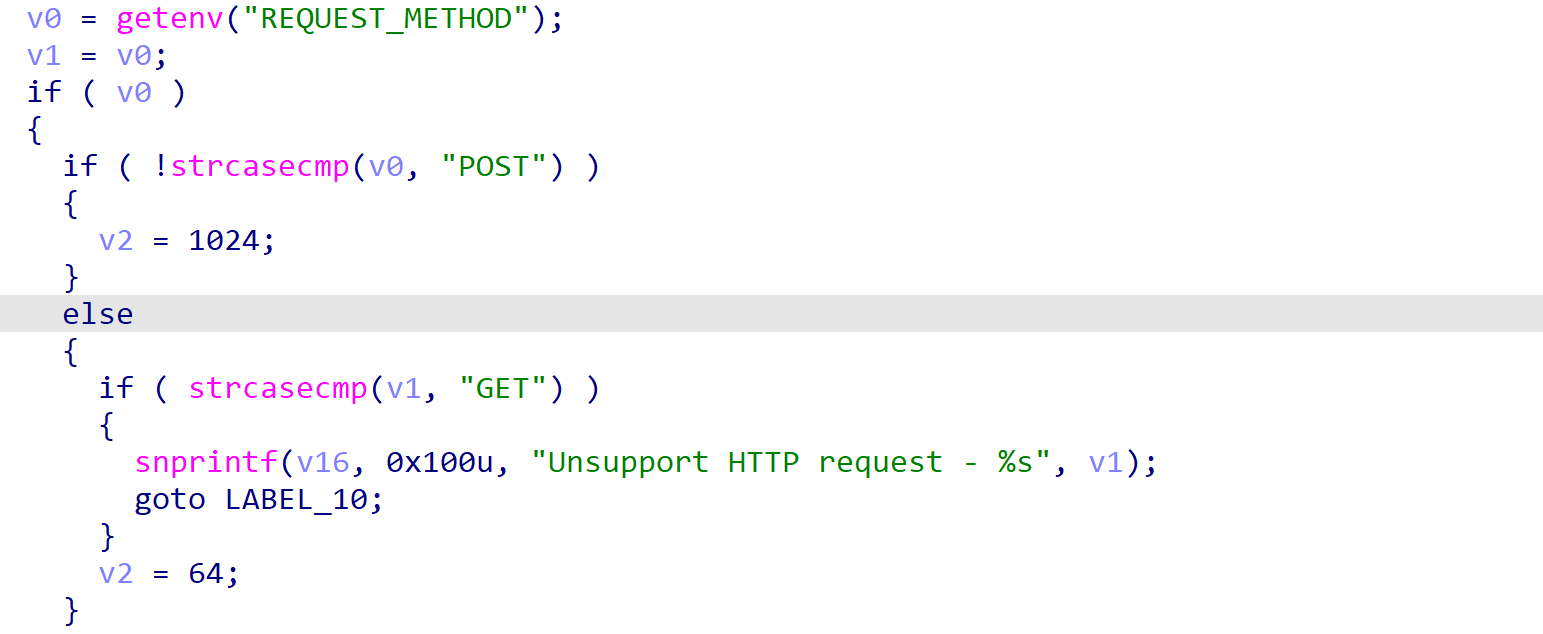 v0 = getenv("REQUEST_METHOD");
v1 = v0;
if ( v0 )
{
  if ( !strcasecmp(v0, "POST") )
  {
    v2 = 1024;
  }
  else
  {
    if ( strcasecmp(v1, "GET") )
    {
      snprintf(v16, 0x100u, "Unsupport HTTP request - %s", v1);
      goto LABEL_10;
    }
    v2 = 64;
  }